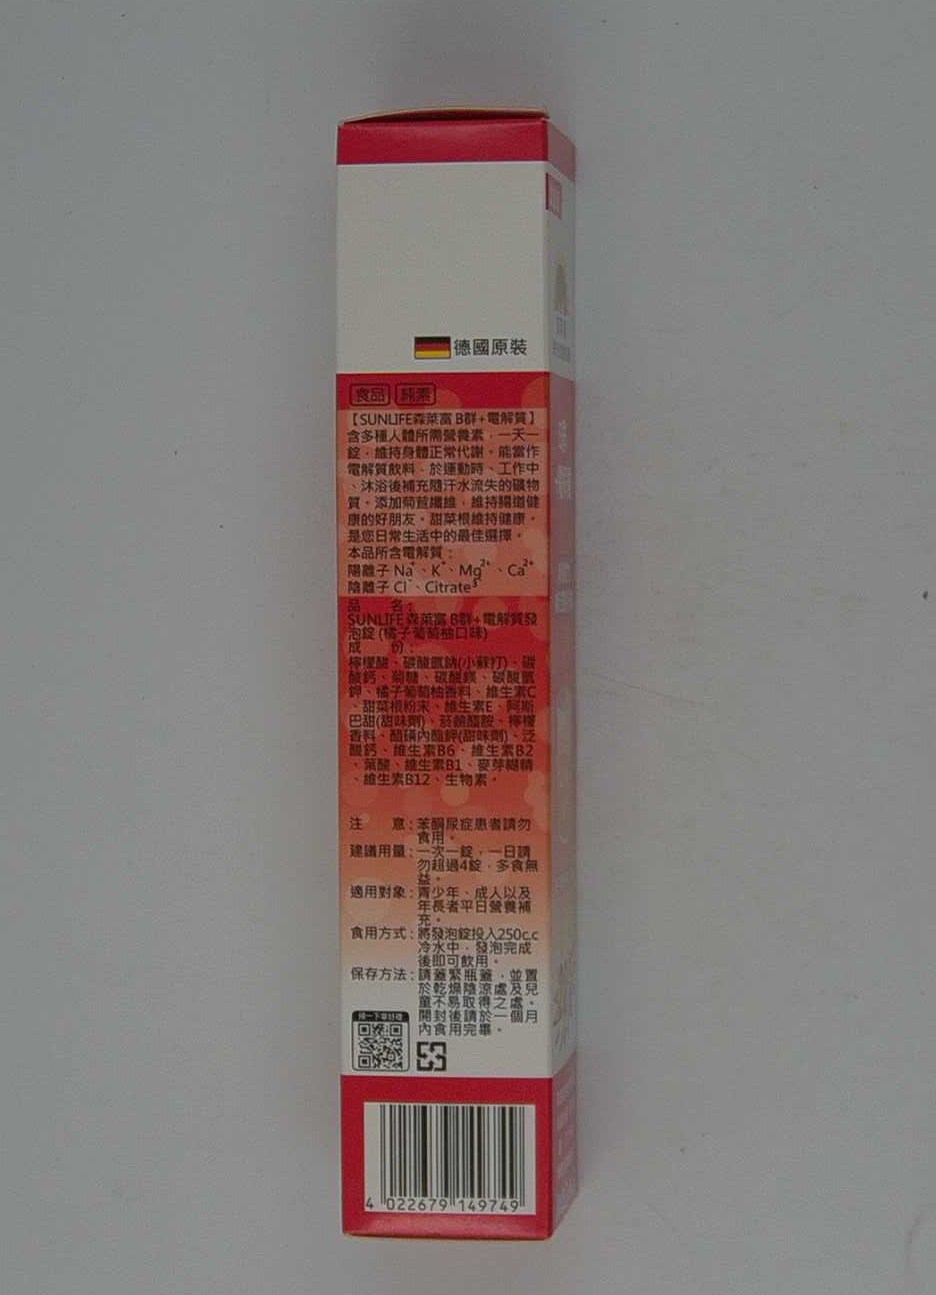 德國原裝
食品 純素
【SUNLIFE森萊富 B群+電解質】
含多種人體所需營養素，一天一
錠，維持身體正常代謝。能當作
電解質飲料，於運動時、工作中
、沐浴後補充隨汗水流失的礦物
質。添加菊苣纖維，維持腸道健
康的好朋友。甜菜根維持健康，
是您日常生活中的最佳選擇。
本品所含電解質：
陽離子 Na⁺、K⁺、Mg²⁺、Ca²⁺
陰離子 Cl⁻、Citrate³⁻
品　　名：
SUNLIFE 森萊富 B群+電解質發
泡錠 (橘子葡萄柚口味)
成　　份：
檸檬酸、碳酸氫鈉(小蘇打)、碳
酸鈣、菊糖、碳酸鎂、碳酸氫
鉀、橘子葡萄柚香料、維生素C
、甜菜根粉末、維生素E、阿斯
巴甜(甜味劑)、菸鹼醯胺、檸檬
香料、醋磺內酯鉀(甜味劑)、泛
酸鈣、維生素B6、維生素B2
、葉酸、維生素B1、麥芽糊精
、維生素B12、生物素。
注　　意：苯酮尿症患者請勿
食用。
建議用量：一次一錠，一日請
勿超過4錠，多食無
益。
適用對象：青少年、成人以及
年長者平日營養補
充。
食用方式：將發泡錠投入250c.c
冷水中，發泡完成
後即可飲用。
保存方法：請蓋緊瓶蓋，並置
於乾燥陰涼處及兒
童不易取得之處。
開封後請於一個月
內食用完畢。
掃一下享好禮
4 022679 149749